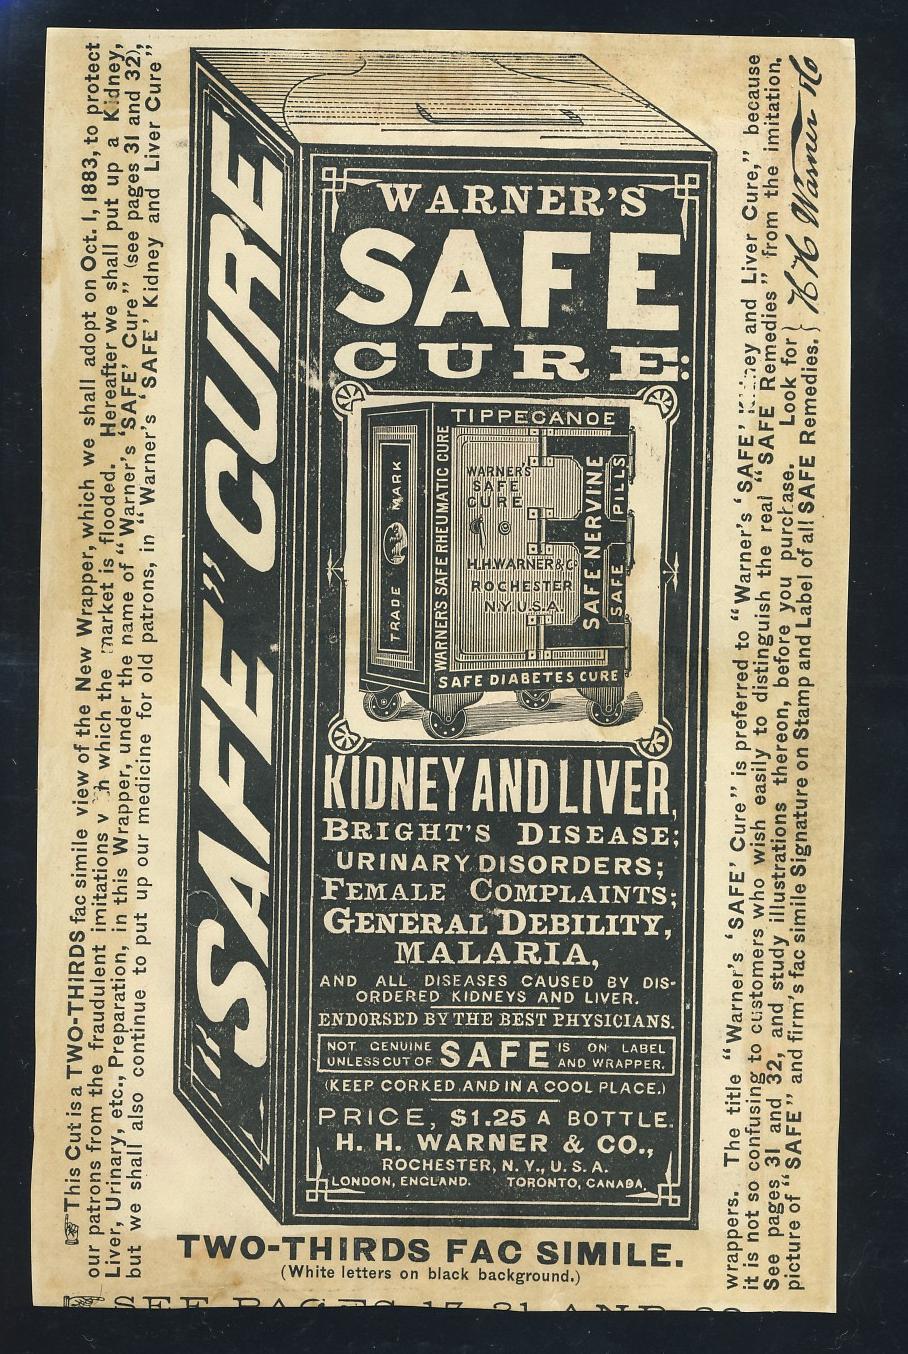 ☞This Cut is a TWO-THIRDS fac simile view of the New Wrapper, which we shall adopt on Oct. 1, 1883, to protect
our patrons from the fraudulent imitations with which the market is flooded. Hereafter we shall put up a Kidney,
Liver, Urinary, etc., Preparation, in this Wrapper, under the name of "Warner's 'SAFE' Cure" (see pages 31 and 32),
but we shall also continue to put up our medicine for old patrons, in "Warner's 'SAFE' Kidney and Liver Cure"
"SAFE" CURE
WARNER'S
SAFE
CURE:
TIPPECANOE
TRADE MARK
WARNER'S SAFE RHEUMATIC CURE
WARNER'S
SAFE
CURE
H.H.WARNER & Co
ROCHESTER
N.Y.U.S.A.
SAFE NERVINE
SAFE PILLS
SAFE DIABETES CURE
KIDNEY AND LIVER,
BRIGHT'S DISEASE;
URINARY DISORDERS;
FEMALE COMPLAINTS;
GENERAL DEBILITY,
MALARIA,
AND ALL DISEASES CAUSED BY DIS-
ORDERED KIDNEYS AND LIVER.
ENDORSED BY THE BEST PHYSICIANS.
NOT GENUINE UNLESS CUT OF SAFE IS ON LABEL AND WRAPPER.
(KEEP CORKED, AND IN A COOL PLACE.)
PRICE, $1.25 A BOTTLE.
H. H. WARNER & CO.,
ROCHESTER, N. Y., U. S. A.
LONDON, ENGLAND. TORONTO, CANADA.
TWO-THIRDS FAC SIMILE.
(White letters on black background.)
wrappers. The title "Warner's 'SAFE' Cure" is preferred to "Warner's 'SAFE' Kidney and Liver Cure," because
it is not so confusing to customers who wish easily to distinguish the real "SAFE Remedies" from the imitation.
See pages 31 and 32, and study illustrations thereon, before you purchase. Look for }
picture of "SAFE" and firm's fac simile Signature on Stamp and Label of all SAFE Remedies. } H H Warner & Co
☞SEE PAGES 17, 31 AND